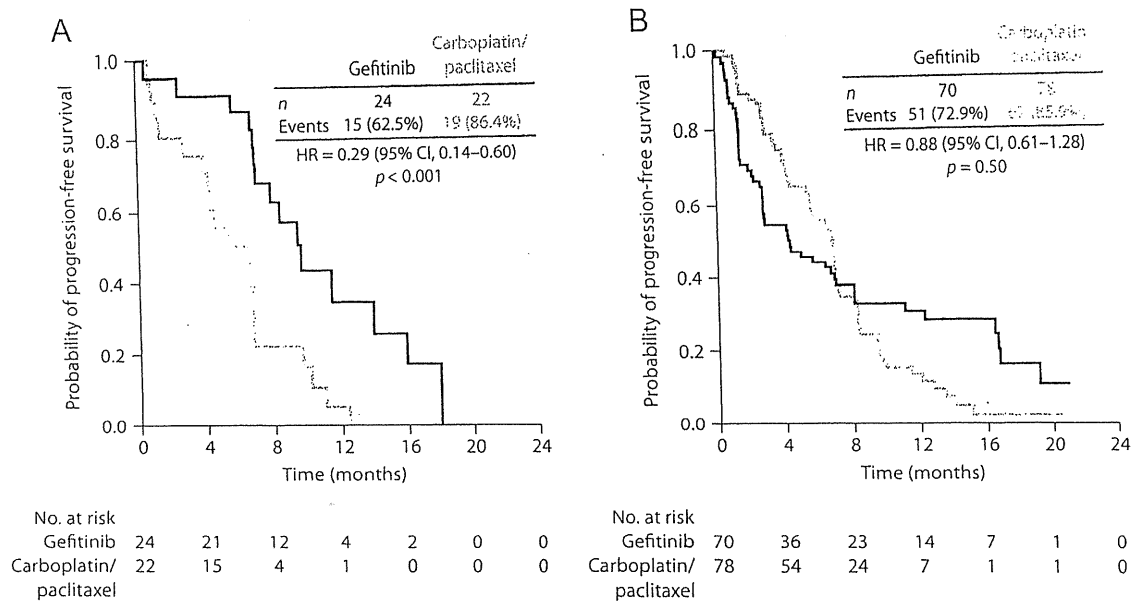 A
Carboplatin/
Gefitinib paclitaxel
n 24 22
Events 15 (62.5%) 19 (86.4%)
HR = 0.29 (95% CI, 0.14–0.60)
p < 0.001
Probability of progression-free survival
1.0
0.8
0.6
0.4
0.2
0.0
0 4 8 12 16 20 24
Time (months)
No. at risk
Gefitinib 24 21 12 4 2 0 0
Carboplatin/ 22 15 4 1 0 0 0
paclitaxel
B
Carboplatin
Gefitinib paclitaxel
n 70 78
Events 51 (72.9%) (85.9%)
HR = 0.88 (95% CI, 0.61–1.28)
p = 0.50
Probability of progression-free survival
1.0
0.8
0.6
0.4
0.2
0.0
0 4 8 12 16 20 24
Time (months)
No. at risk
Gefitinib 70 36 23 14 7 1 0
Carboplatin/ 78 54 24 7 1 1 0
paclitaxel